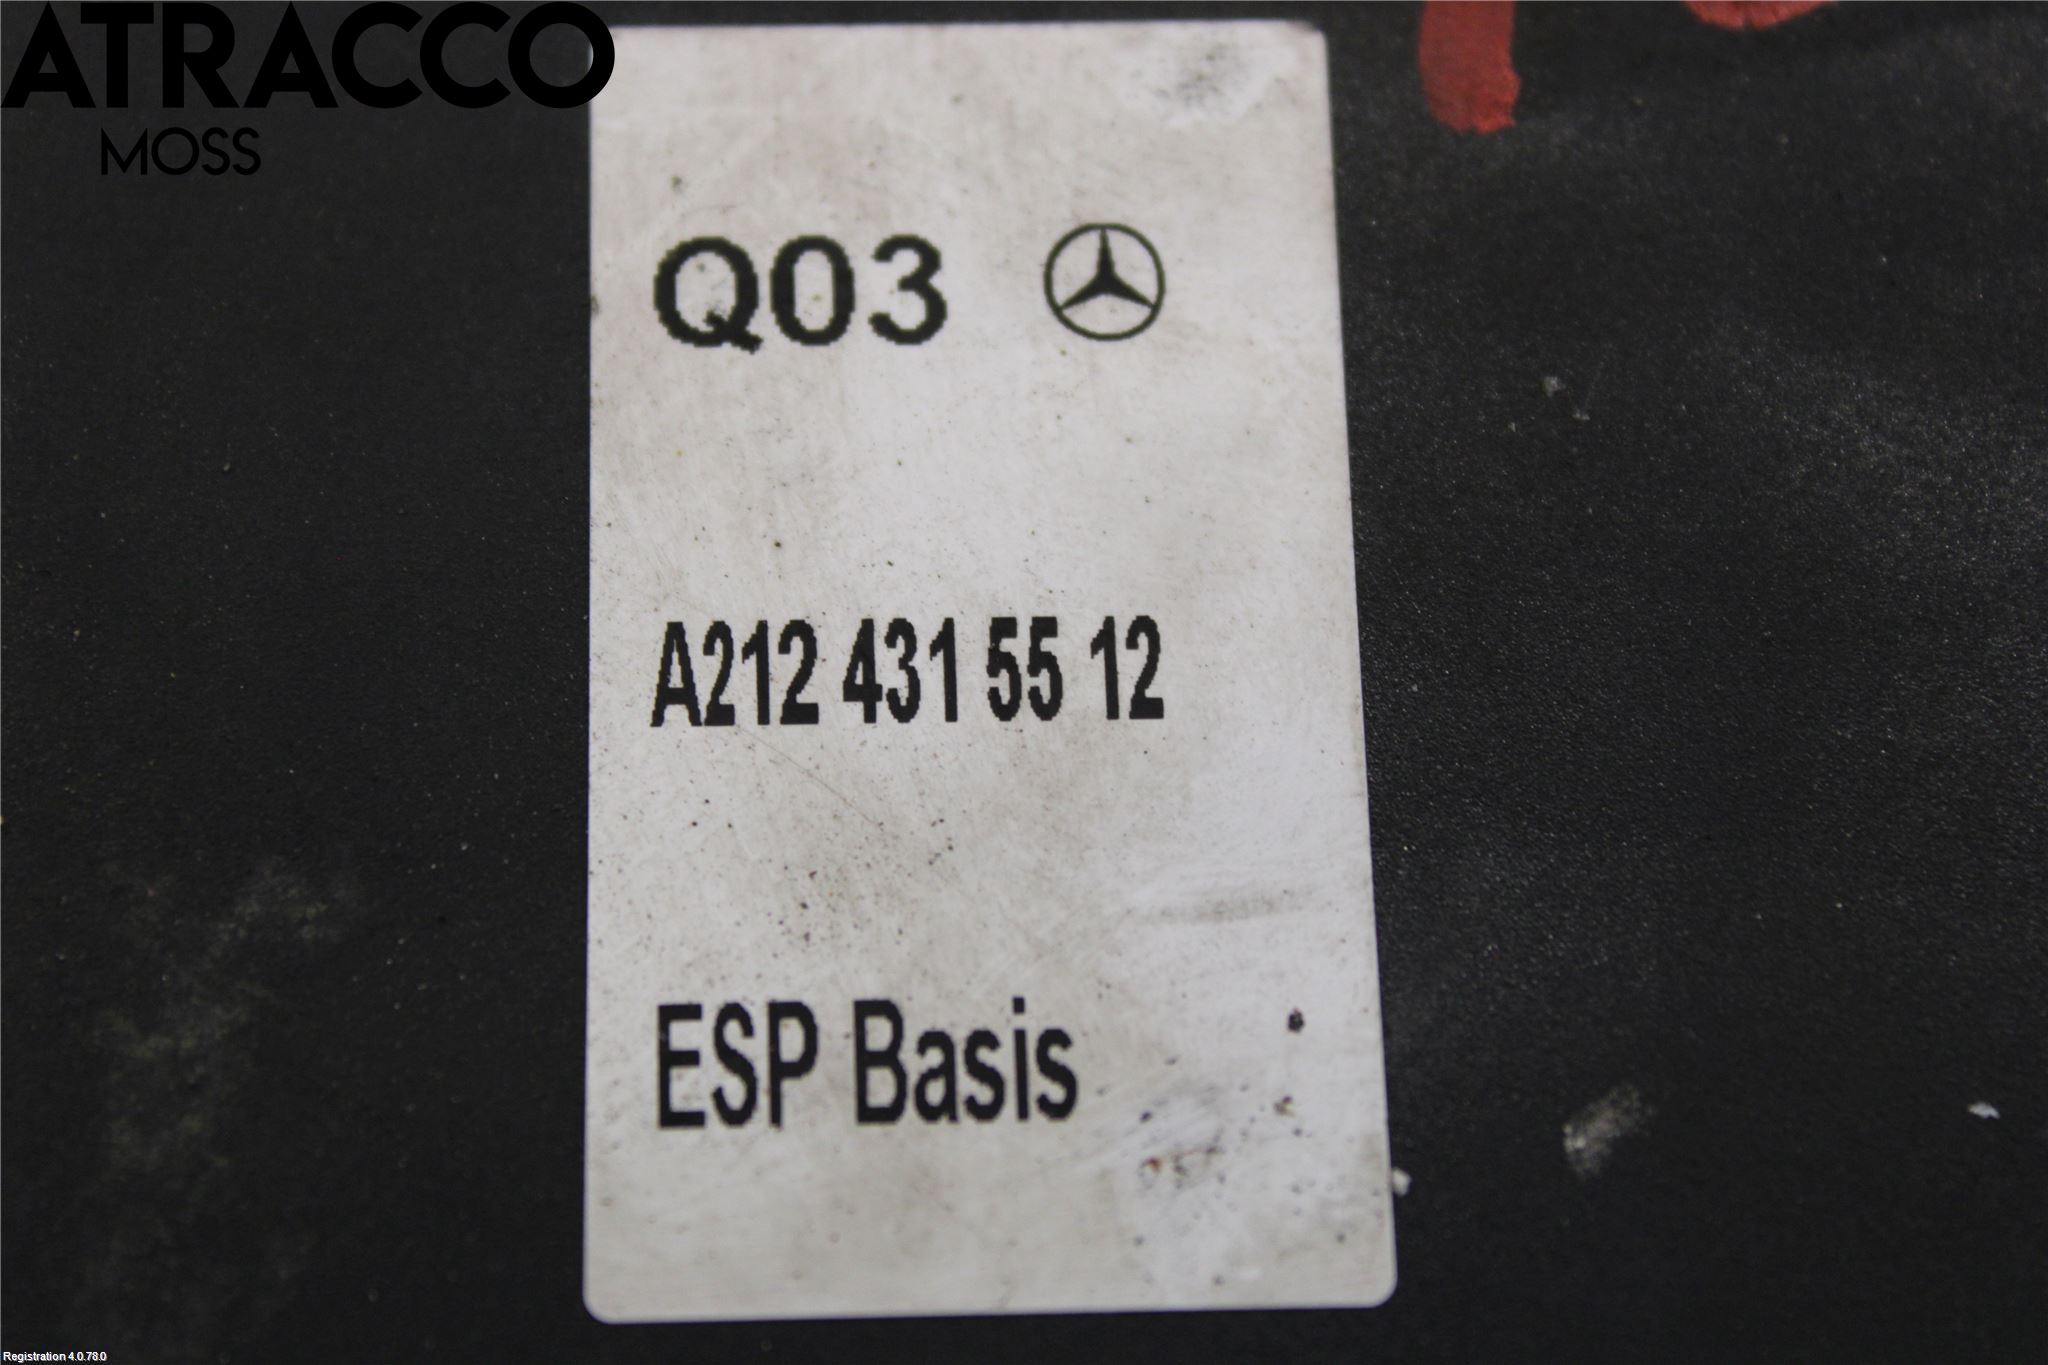 ATRACCO
MOSS
Q03
A212 431 55 12
ESP Basis
Registration 4.0.78.0